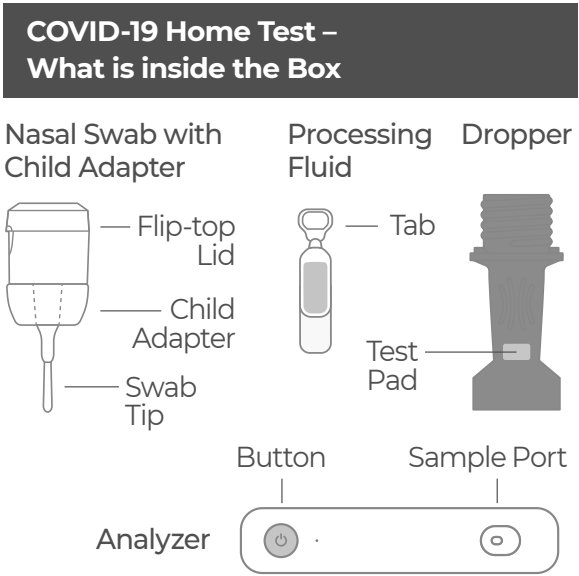 COVID-19 Home Test –
What is inside the Box
Nasal Swab with
Child Adapter
Processing
Fluid
Dropper
Flip-top
Lid
Child
Adapter
Swab
Tip
Tab
Test
Pad
Button
Sample Port
Analyzer